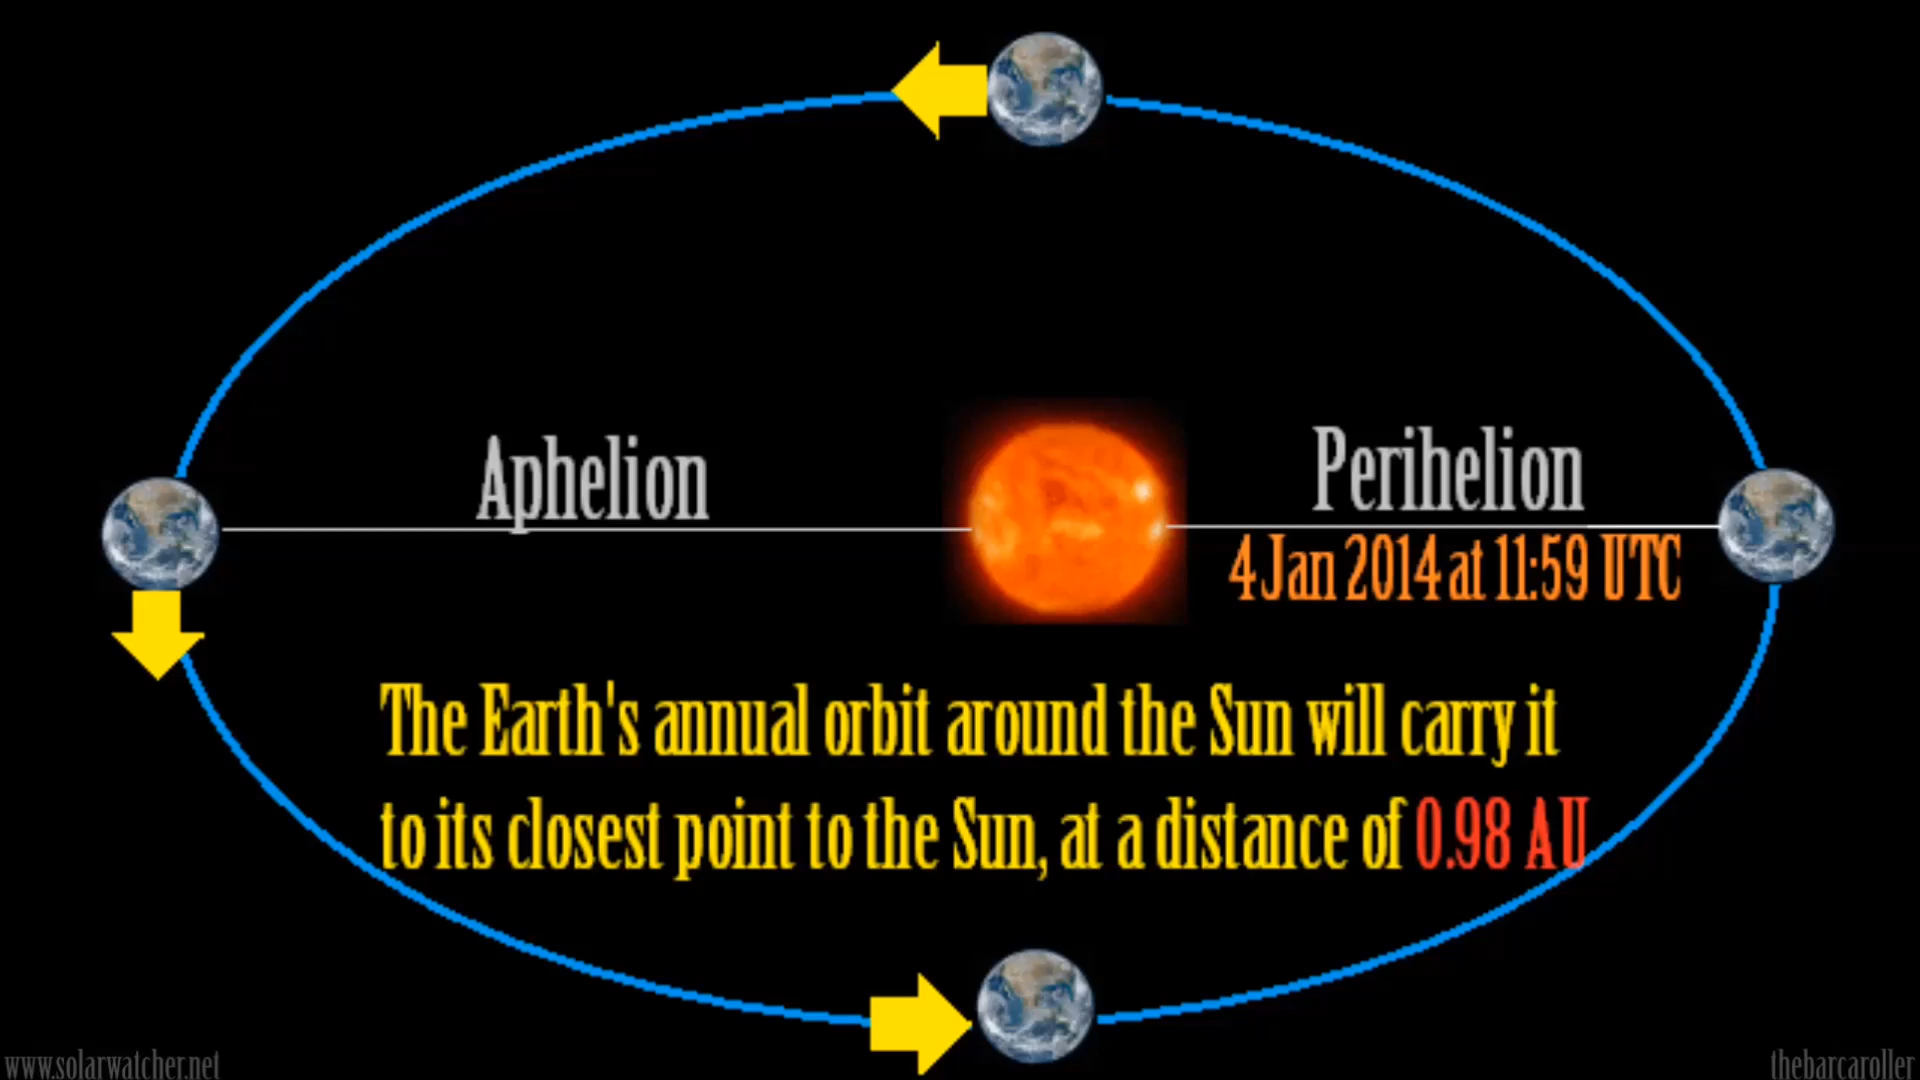 Aphelion
Perihelion
4 Jan 2014 at 11:59 UTC
The Earth's annual orbit around the Sun will carry it
to its closest point to the Sun, at a distance of 0.98 AU
www.solarwatcher.net
thebarcaroller